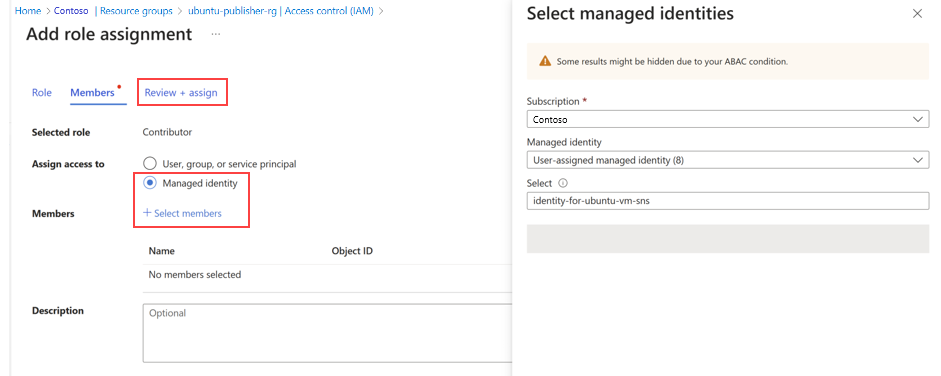 Home > Contoso | Resource groups > ubuntu-publisher-rg | Access control (IAM) >
Add role assignment ...
Role Members Review + assign
Selected role Contributor
Assign access to User, group, or service principal
Managed identity
Members + Select members
Name Object ID
No members selected
Description Optional
Select managed identities
Some results might be hidden due to your ABAC condition.
Subscription *
Contoso
Managed identity
User-assigned managed identity (8)
Select
identity-for-ubuntu-vm-sns